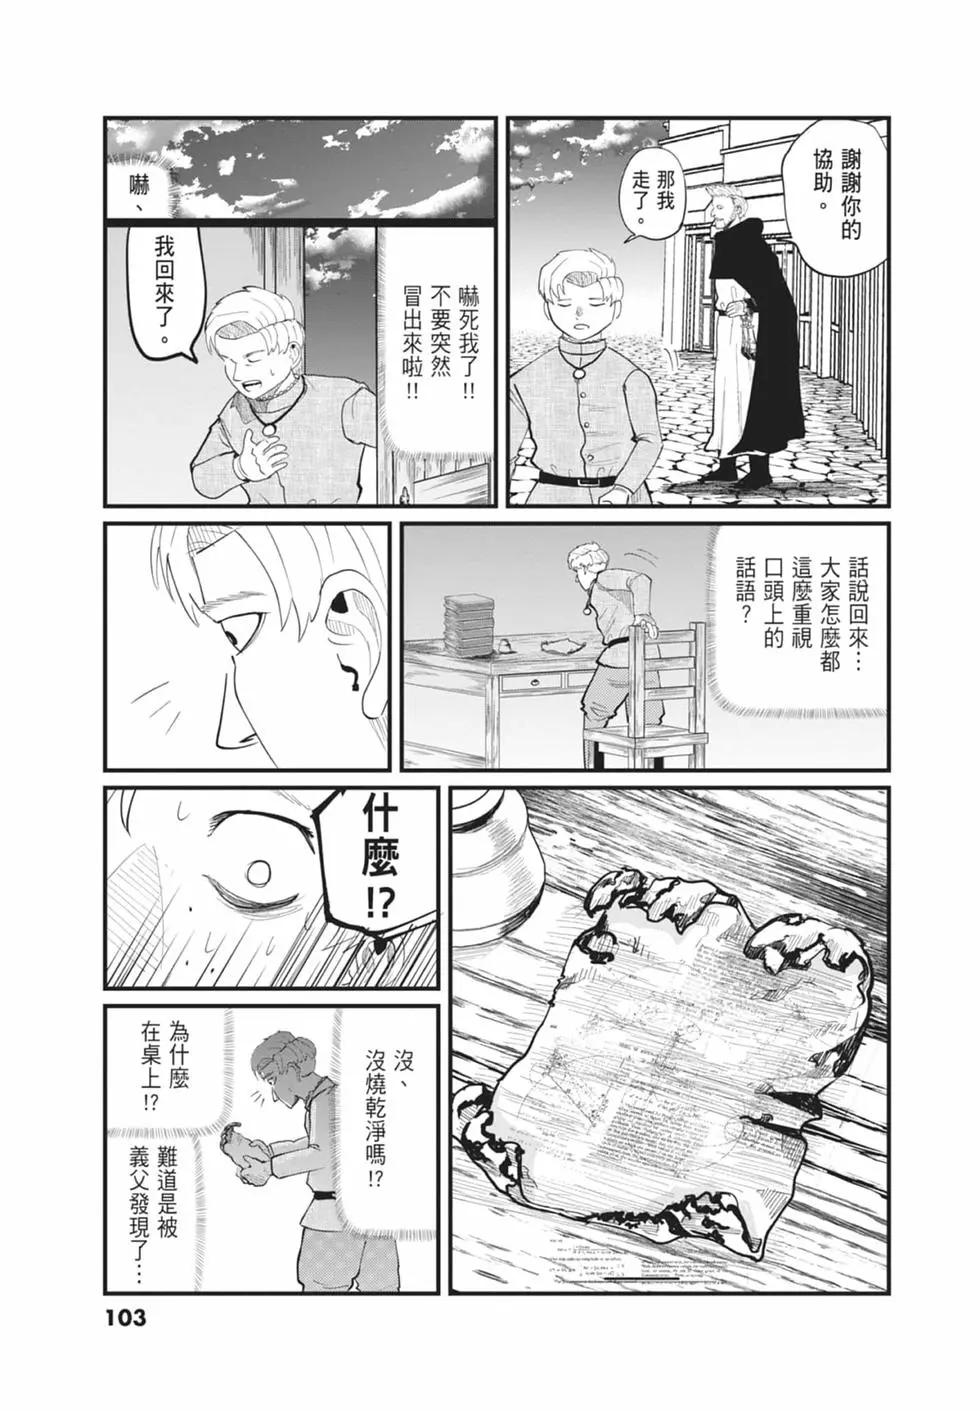 謝謝你的
協助。
那我
走了。
嚇、
嚇死我了!!
不要突然
冒出來啦!!
我回來了。
話說回來…
大家怎麼都
這麼重視
口頭上的
話語?
什麼!?
沒、
沒燒乾淨嗎!?
為什麼
在桌上!?
難道是被
義父發現了…
103